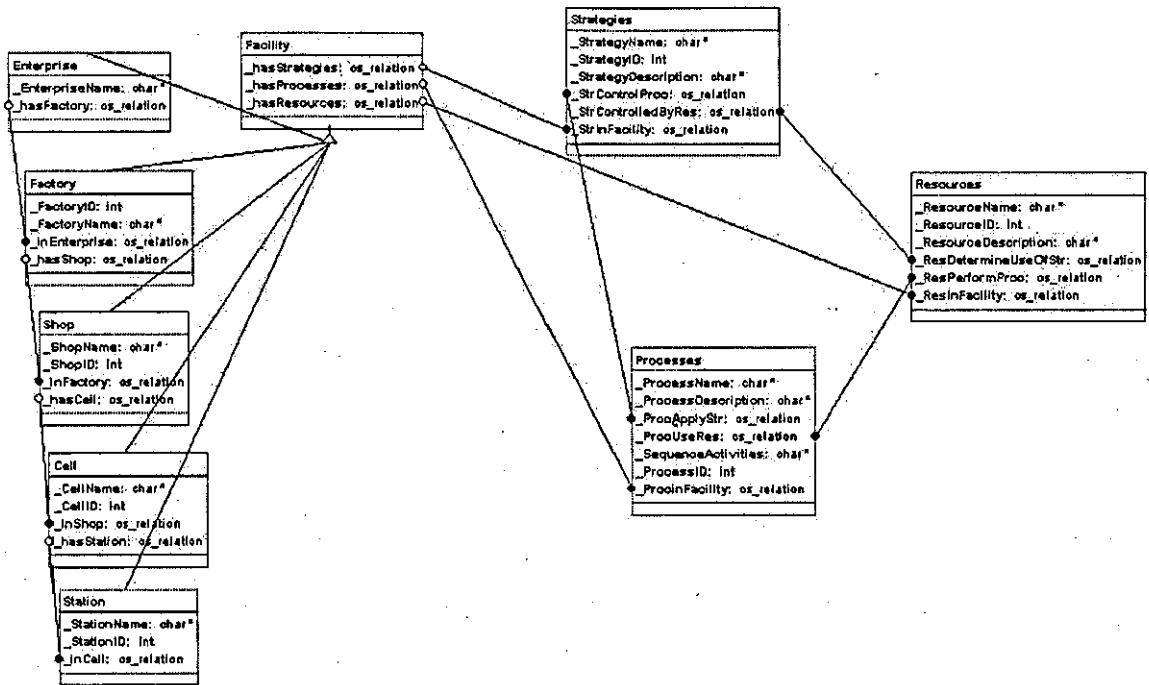 Enterprise
_EnterpriseName: char*
_hasFactory: os_relation
Facility
_hasStrategies: os_relation
_hasProcesses: os_relation
_hasResources: os_relation
Strategies
_StrategyName: char*
_StrategyID: int
_StrategyDescription: char*
_StrControlProc: os_relation
_StrControlledByRes: os_relation
_StrInFacility: os_relation
Factory
_FactoryID: int
_FactoryName: char*
_inEnterprise: os_relation
_hasShop: os_relation
Resources
_ResourceName: char*
_ResourceID: int
_ResourceDescription: char*
_ResDetermineUseOfStr: os_relation
_ResPerformProc: os_relation
_ResInFacility: os_relation
Shop
_ShopName: char*
_ShopID: int
_inFactory: os_relation
_hasCell: os_relation
Processes
_ProcessName: char*
_ProcessDescription: char*
_ProcApplyStr: os_relation
_ProcUseRes: os_relation
_SequenceActivities: char*
_ProcessID: int
_ProcinFacility: os_relation
Cell
_CellName: char*
_CellID: int
_inShop: os_relation
_hasStation: os_relation
Station
_StationName: char*
_StationID: int
_inCell: os_relation